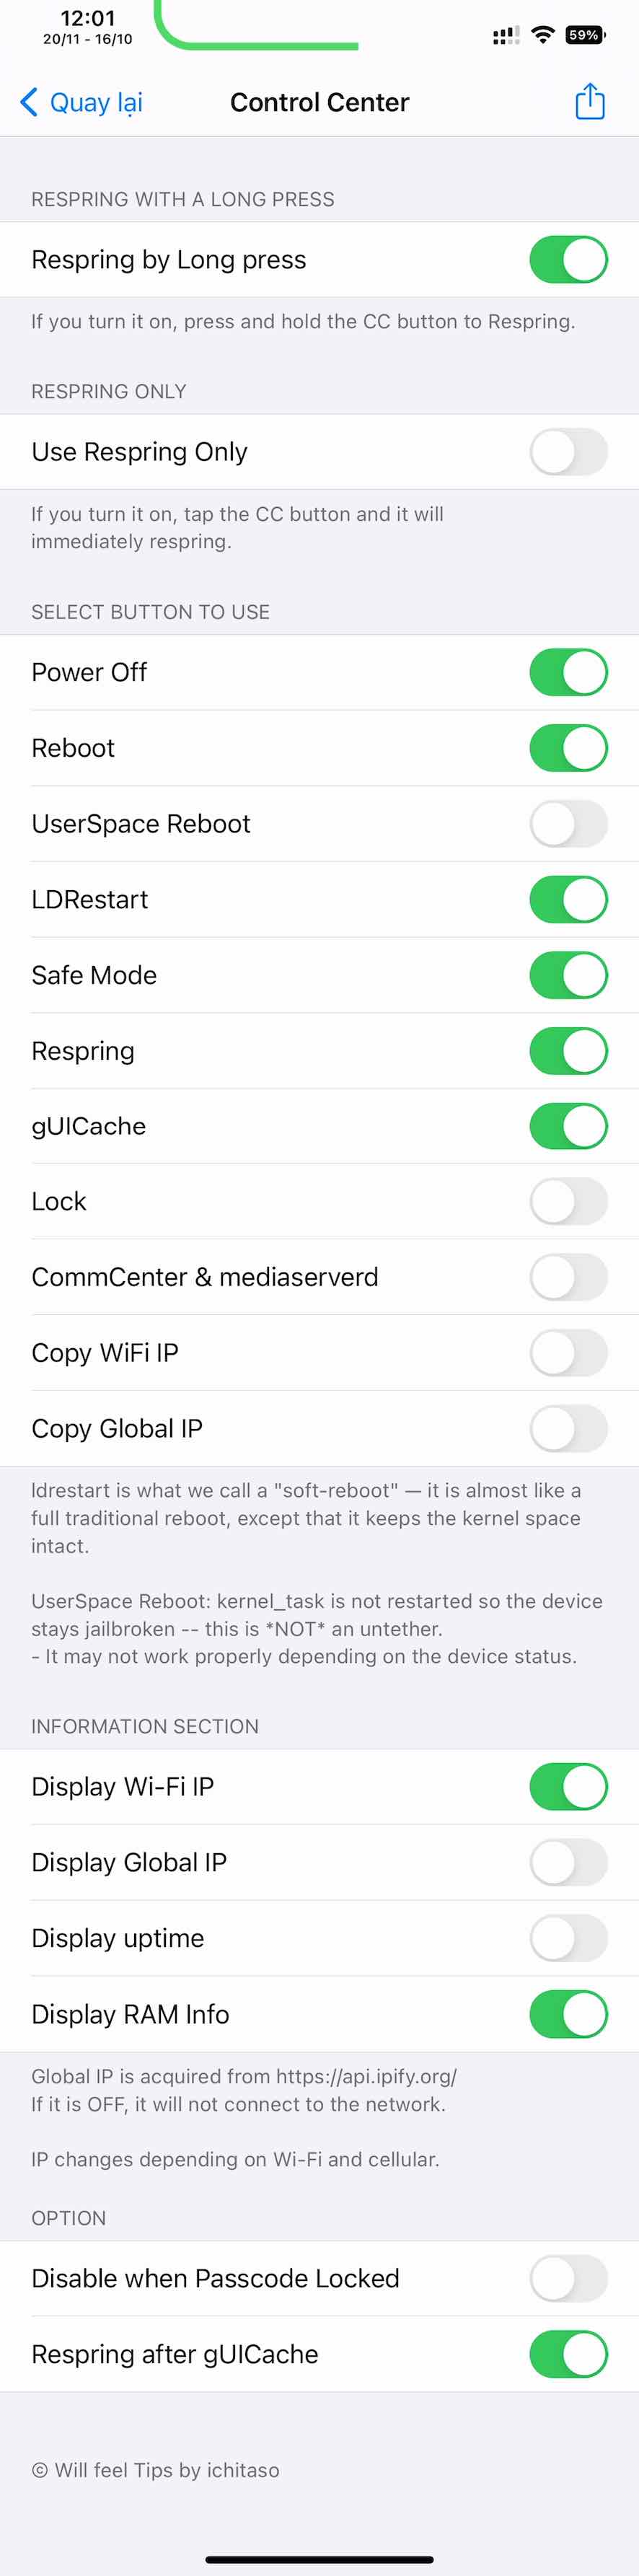 12:01
20/11 - 16/10
59%
Quay lại
Control Center
RESPRING WITH A LONG PRESS
Respring by Long press
If you turn it on, press and hold the CC button to Respring.
RESPRING ONLY
Use Respring Only
If you turn it on, tap the CC button and it will
immediately respring.
SELECT BUTTON TO USE
Power Off
Reboot
UserSpace Reboot
LDRestart
Safe Mode
Respring
gUICache
Lock
CommCenter & mediaserverd
Copy WiFi IP
Copy Global IP
ldrestart is what we call a "soft-reboot" — it is almost like a
full traditional reboot, except that it keeps the kernel space
intact.
UserSpace Reboot: kernel_task is not restarted so the device
stays jailbroken -- this is *NOT* an untether.
- It may not work properly depending on the device status.
INFORMATION SECTION
Display Wi-Fi IP
Display Global IP
Display uptime
Display RAM Info
Global IP is acquired from https://api.ipify.org/
If it is OFF, it will not connect to the network.
IP changes depending on Wi-Fi and cellular.
OPTION
Disable when Passcode Locked
Respring after gUICache
© Will feel Tips by ichitaso